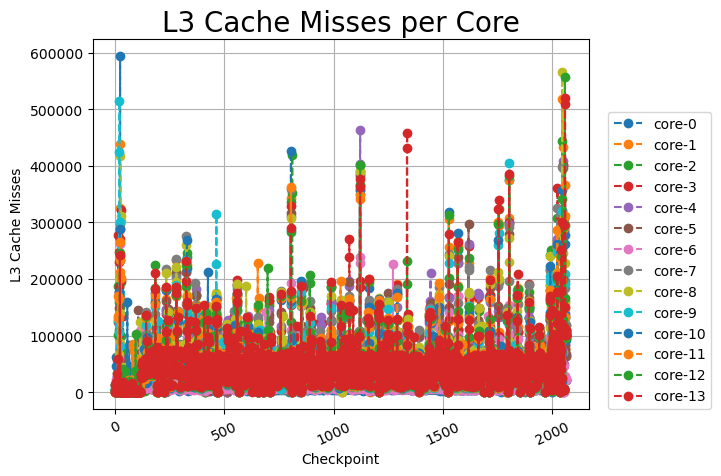 L3 Cache Misses per Core
600000
500000
400000
300000
200000
100000
0
L3 Cache Misses
0
500
1000
1500
2000
Checkpoint
core-0
core-1
core-2
core-3
core-4
core-5
core-6
core-7
core-8
core-9
core-10
core-11
core-12
core-13